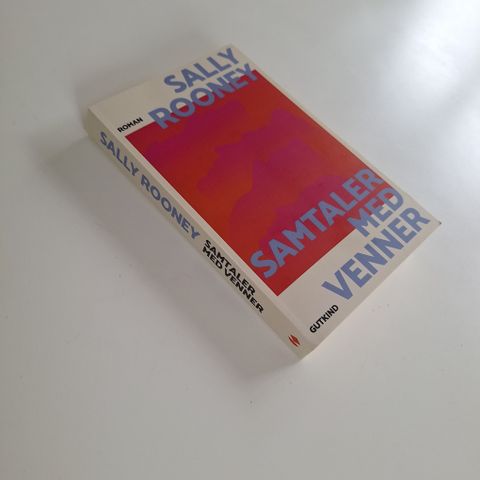 SALLY
ROONEY
ROMAN
SAMTALER
MED
VENNER
GUTKIND
SALLY ROONEY
SAMTALER
MED VENNER